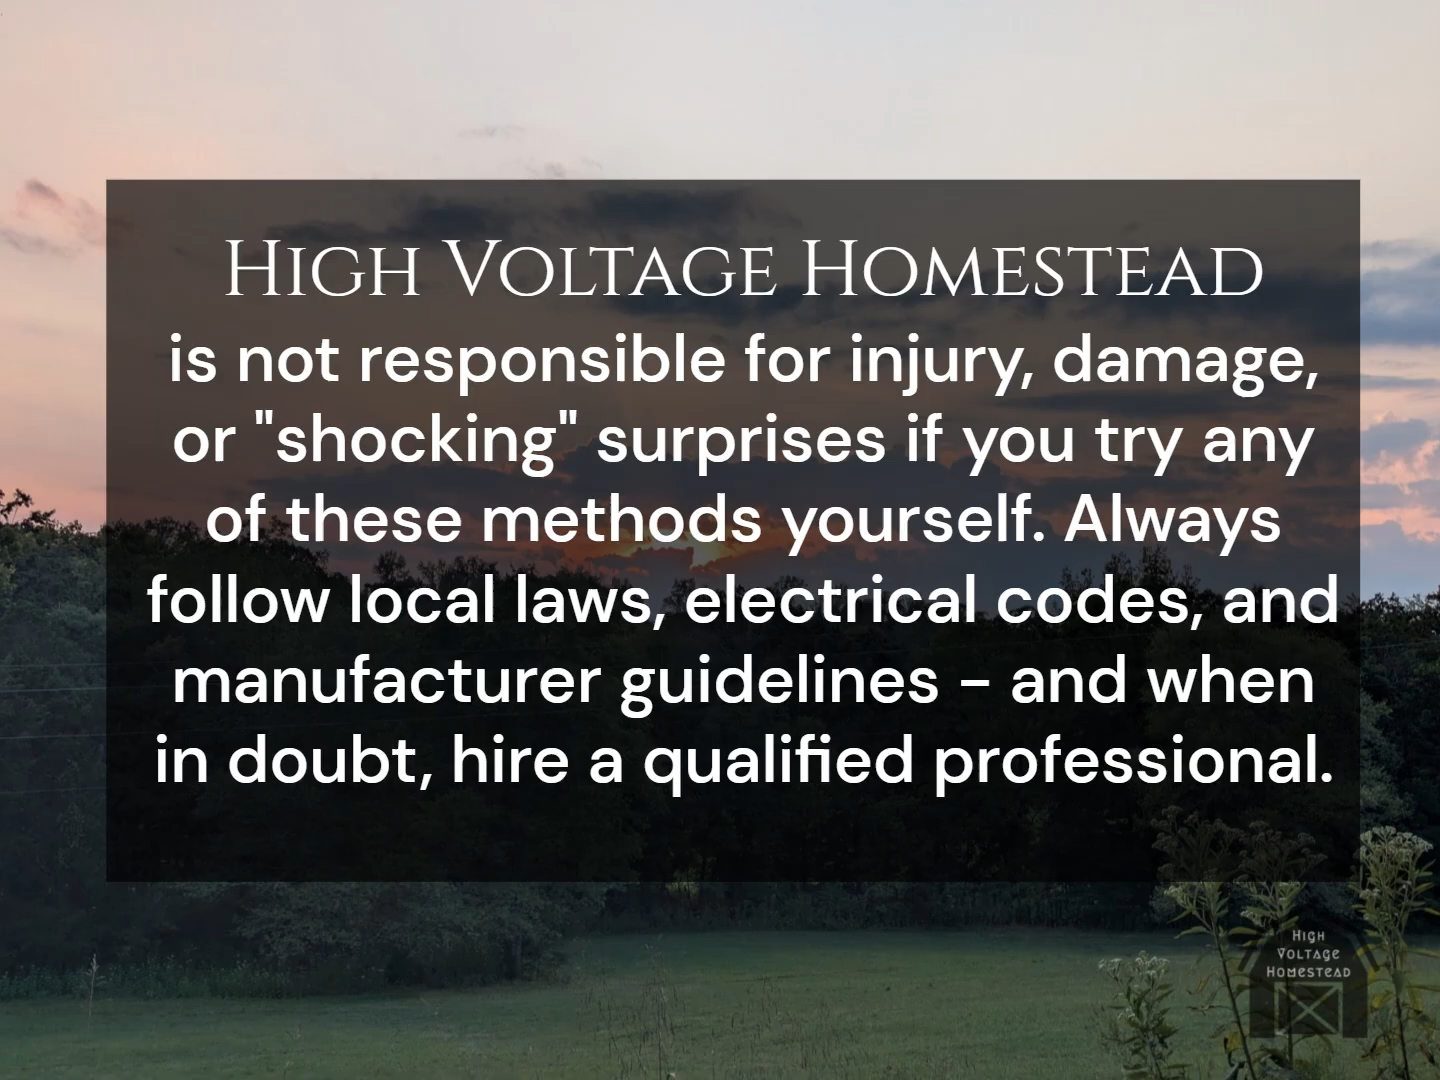 High Voltage Homestead
is not responsible for injury, damage,
or "shocking" surprises if you try any
of these methods yourself. Always
follow local laws, electrical codes, and
manufacturer guidelines - and when
in doubt, hire a qualified professional.
High
Voltage
Homestead